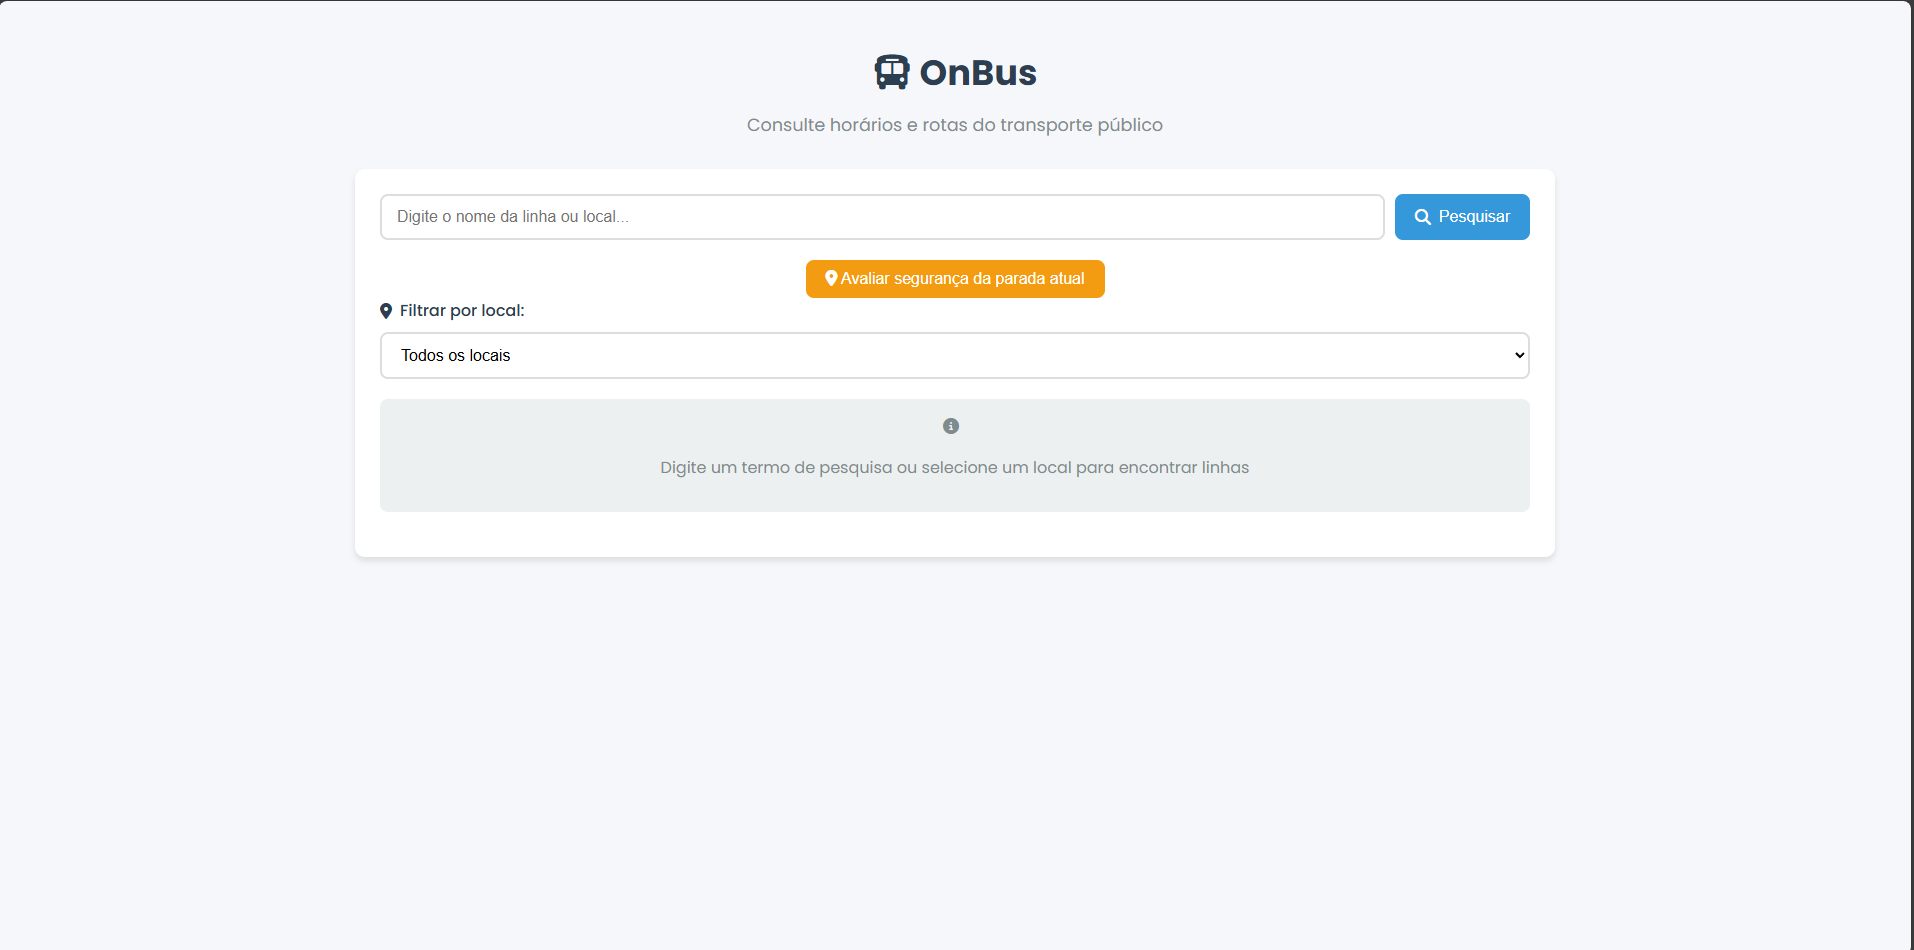 OnBus
Consulte horários e rotas do transporte público
Digite o nome da linha ou local...
Pesquisar
Avaliar segurança da parada atual
Filtrar por local:
Todos os locais
Digite um termo de pesquisa ou selecione um local para encontrar linhas